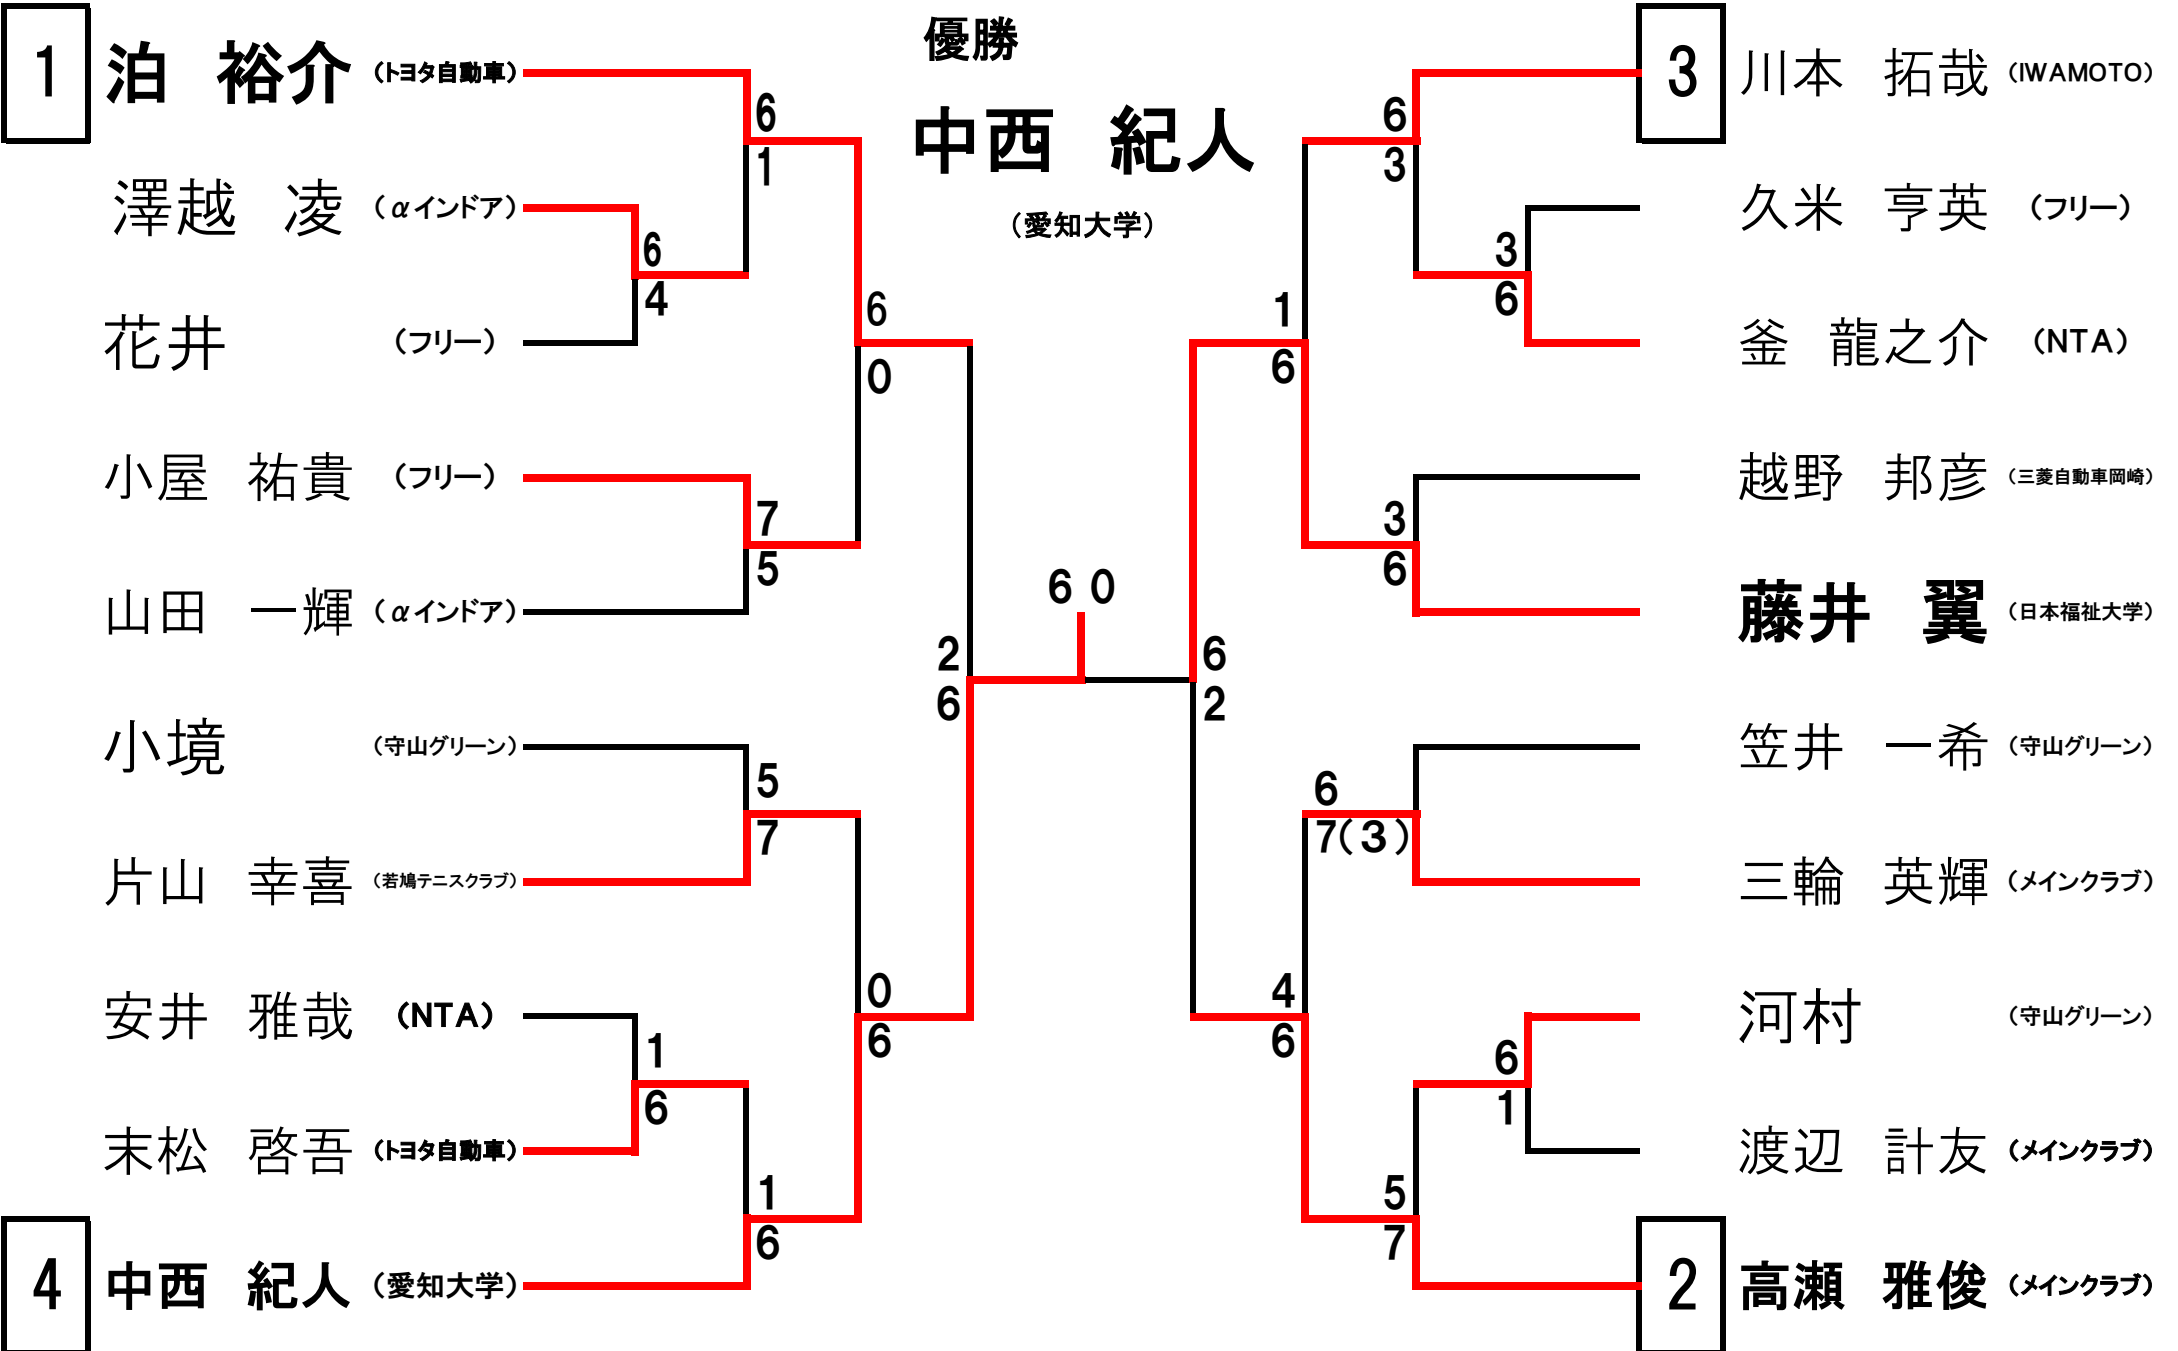 優勝
中西 紀人
（愛知大学）
1 泊 裕介 （トヨタ自動車）
6
1
澤越 凌 （αインドア）
6
4
花井 （フリー）
6
0
小屋 祐貴 （フリー）
7
5
山田 一輝 （αインドア）
2
6
小境 （守山グリーン）
5
7
片山 幸喜 （若鳩テニスクラブ）
0
6
安井 雅哉 （NTA）
1
6
末松 啓吾 （トヨタ自動車）
1
6
4 中西 紀人 （愛知大学）
6 0
3 川本 拓哉 （IWAMOTO）
6
3
久米 亨英 （フリー）
3
6
釜 龍之介 （NTA）
1
6
越野 邦彦 （三菱自動車岡崎）
3
6
藤井 翼 （日本福祉大学）
6
2
笠井 一希 （守山グリーン）
6
7(3)
三輪 英輝 （メインクラブ）
4
6
河村 （守山グリーン）
6
1
渡辺 計友 （メインクラブ）
5
7
2 高瀬 雅俊 （メインクラブ）